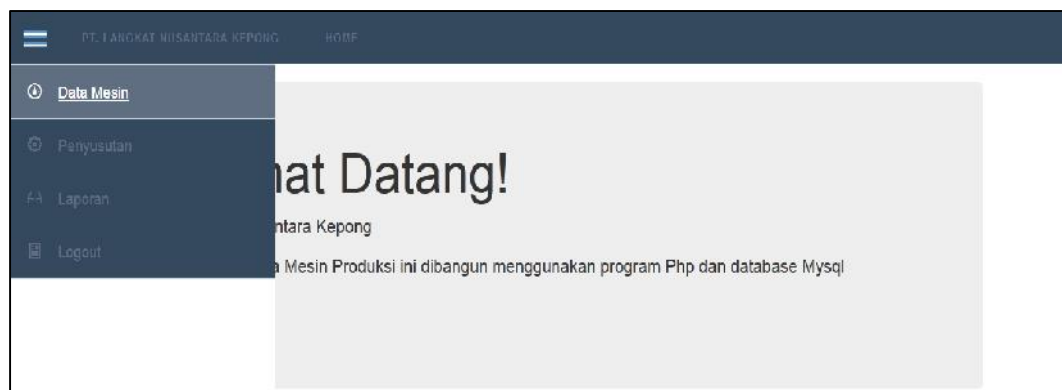 PT. LANGKAT NUSANTARA KEPONG HOME
Data Mesin
Penyusutan
Laporan
Logout
nat Datang!
ntara Kepong
a Mesin Produksi ini dibangun menggunakan program Php dan database Mysql